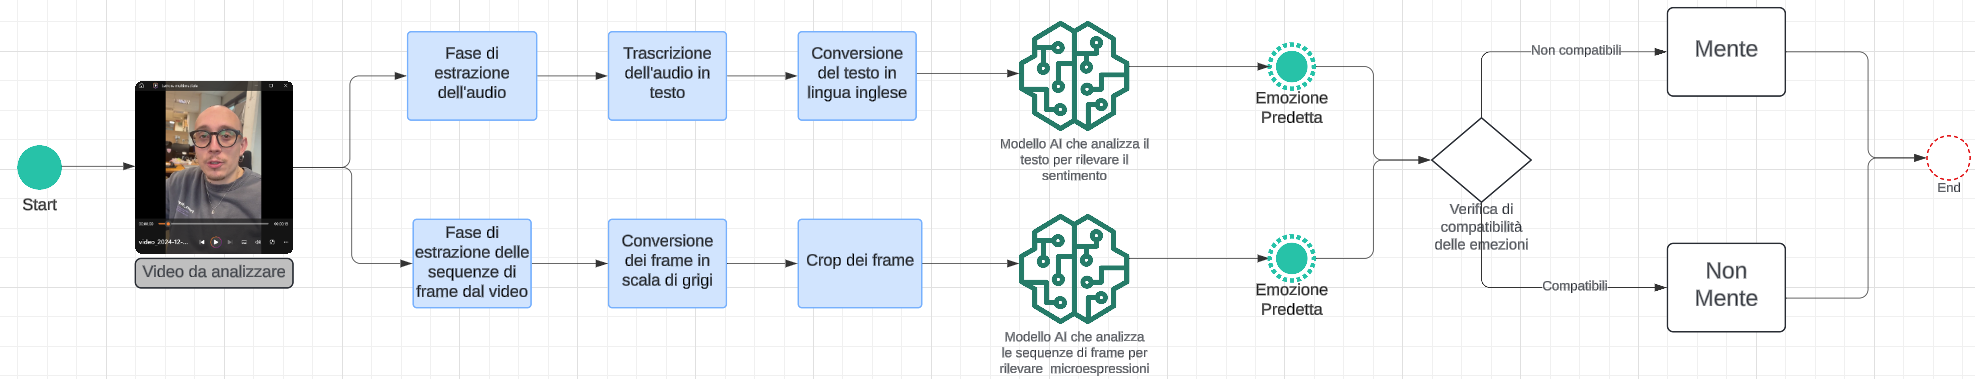 Start
video_2024-12-...
Video da analizzare
Fase di
estrazione
dell'audio
Trascrizione
dell'audio in
testo
Conversione
del testo in
lingua inglese
Modello AI che analizza il
testo per rilevare il
sentimento
Emozione
Predetta
Fase di
estrazione delle
sequenze di
frame dal video
Conversione
dei frame in
scala di grigi
Crop dei frame
Modello AI che analizza
le sequenze di frame per
rilevare microespressioni
Emozione
Predetta
Verifica di
compatibilità
delle emezioni
Non compatibili
Mente
Compatibili
Non
Mente
End